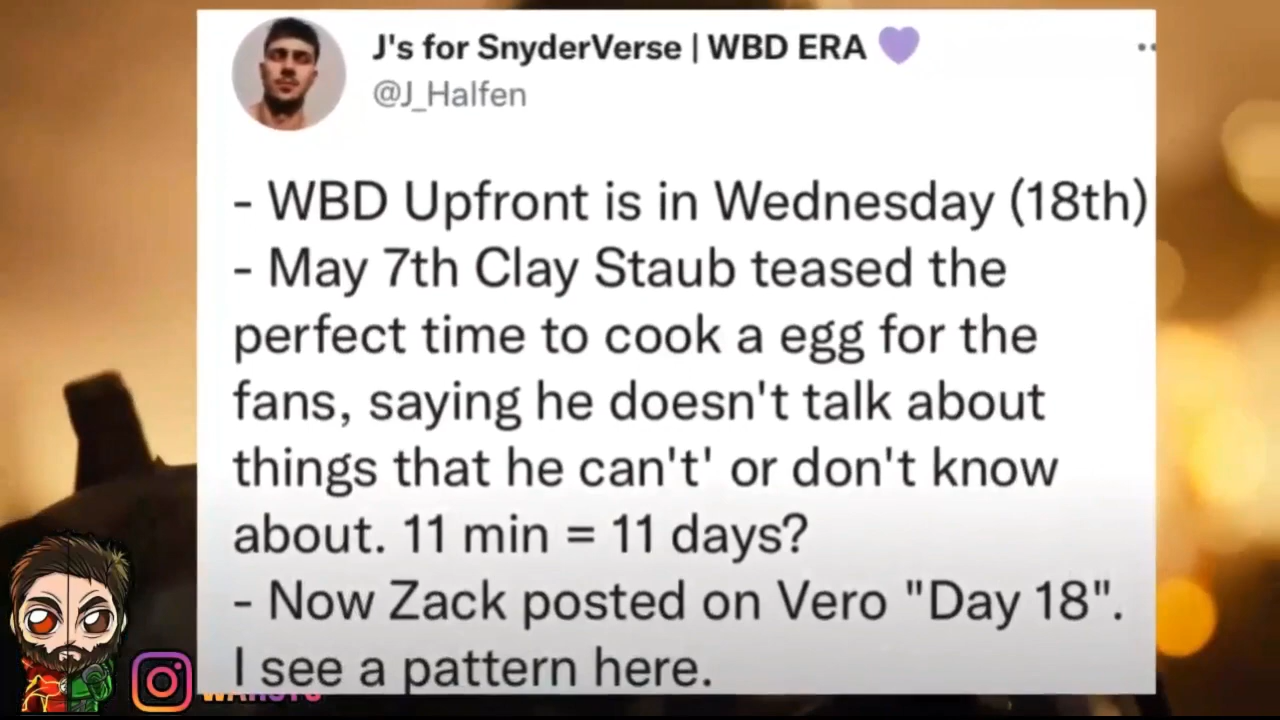 J's for SnyderVerse | WBD ERA 💜
@J_Halfen
- WBD Upfront is in Wednesday (18th)
- May 7th Clay Staub teased the
perfect time to cook a egg for the
fans, saying he doesn't talk about
things that he can't' or don't know
about. 11 min = 11 days?
- Now Zack posted on Vero "Day 18".
I see a pattern here.